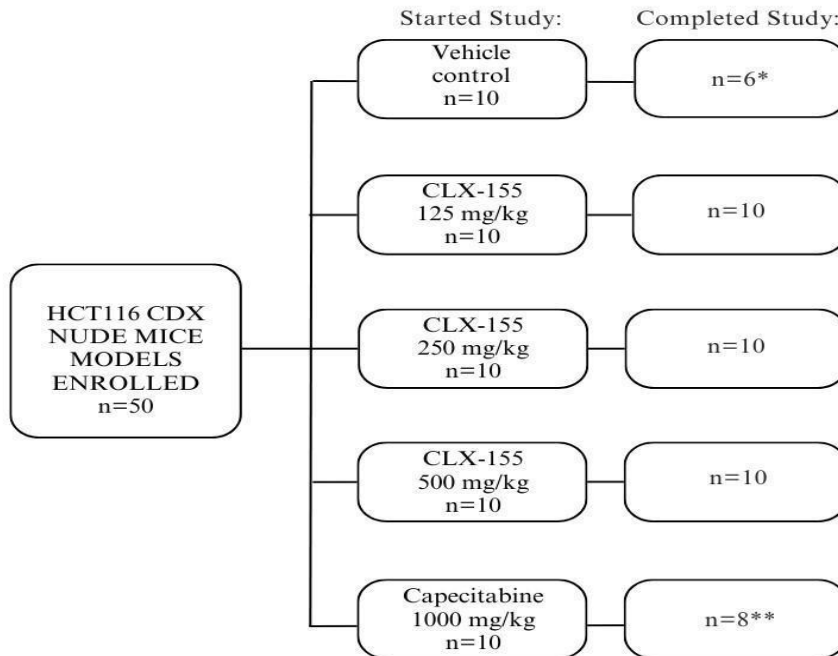 Started Study:
Completed Study:
Vehicle
control
n=10
n=6*
CLX-155
125 mg/kg
n=10
n=10
HCT116 CDX
NUDE MICE
MODELS
ENROLLED
n=50
CLX-155
250 mg/kg
n=10
n=10
CLX-155
500 mg/kg
n=10
n=10
Capecitabine
1000 mg/kg
n=10
n=8**